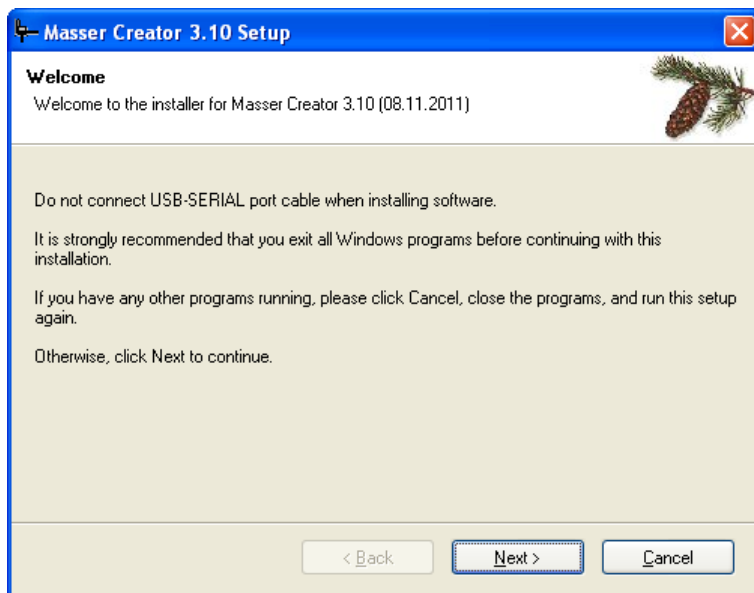 Masser Creator 3.10 Setup
Welcome
Welcome to the installer for Masser Creator 3.10 (08.11.2011)
Do not connect USB-SERIAL port cable when installing software.
It is strongly recommended that you exit all Windows programs before continuing with this
installation.
If you have any other programs running, please click Cancel, close the programs, and run this setup
again.
Otherwise, click Next to continue.
< Back
Next >
Cancel